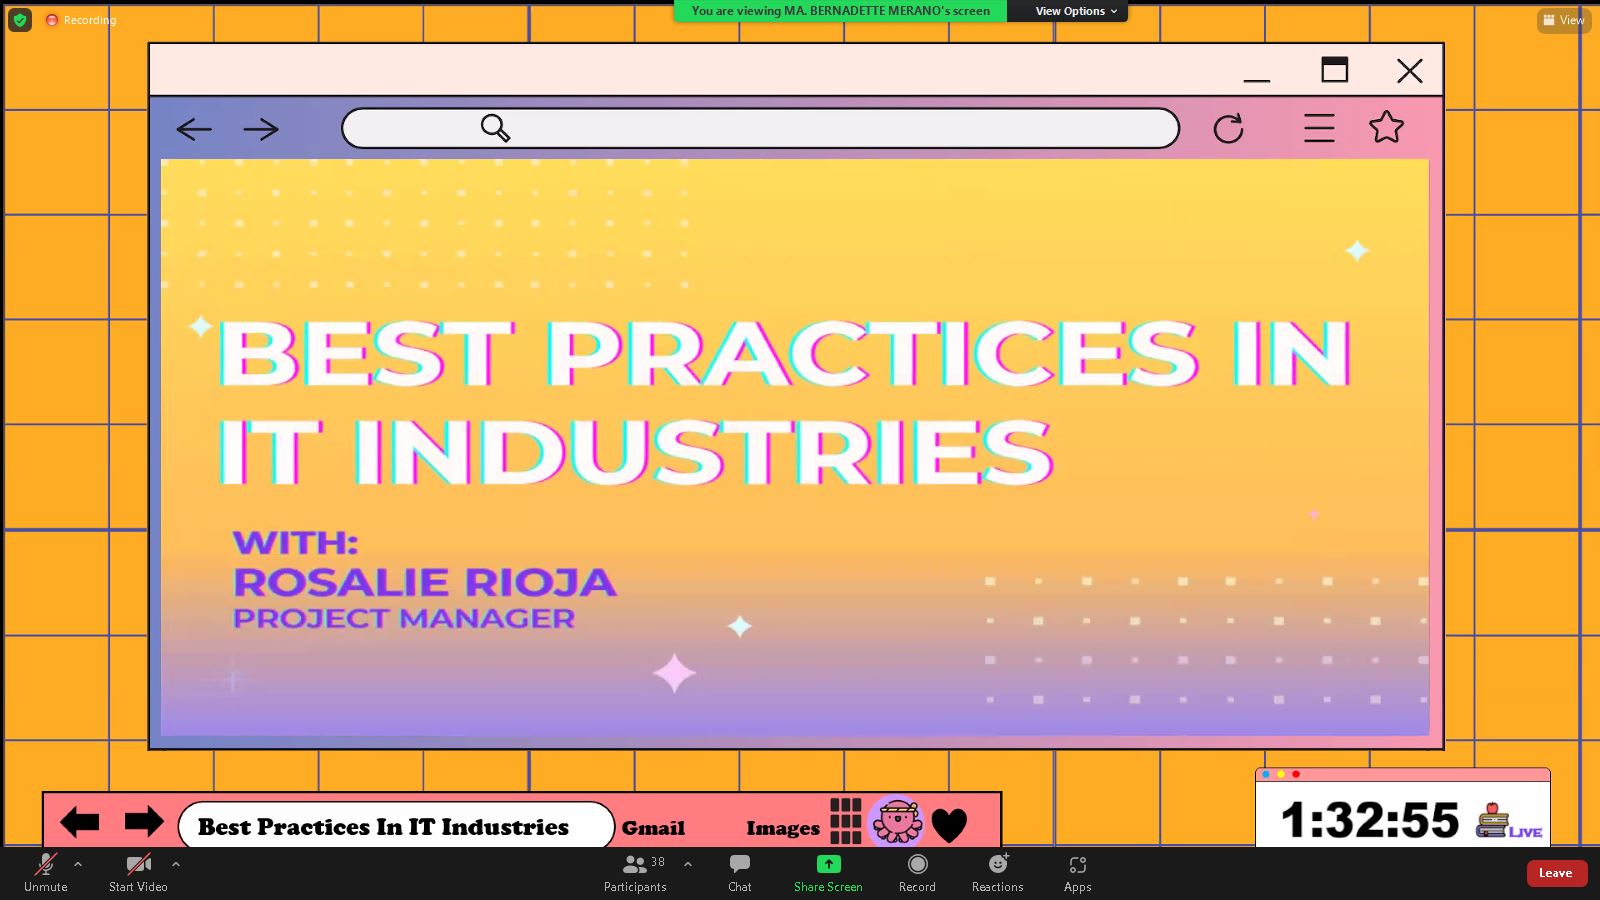 Recording
You are viewing MA. BERNADETTE MERANO's screen
View Options
View
BEST PRACTICES IN
IT INDUSTRIES
WITH:
ROSALIE RIOJA
PROJECT MANAGER
Best Practices In IT Industries
Gmail
Images
1:32:55
LIVE
Unmute
Start Video
38
Participants
Chat
Share Screen
Record
Reactions
Apps
Leave